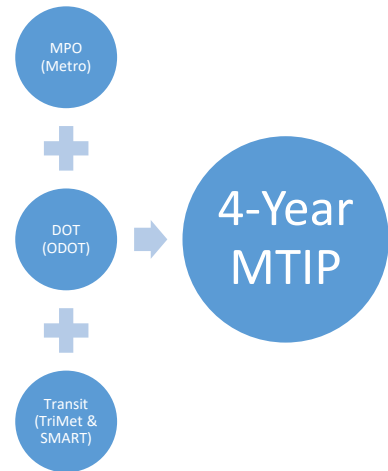 MPO
(Metro)
DOT
(ODOT)
4-Year
MTIP
Transit
(TriMet &
SMART)